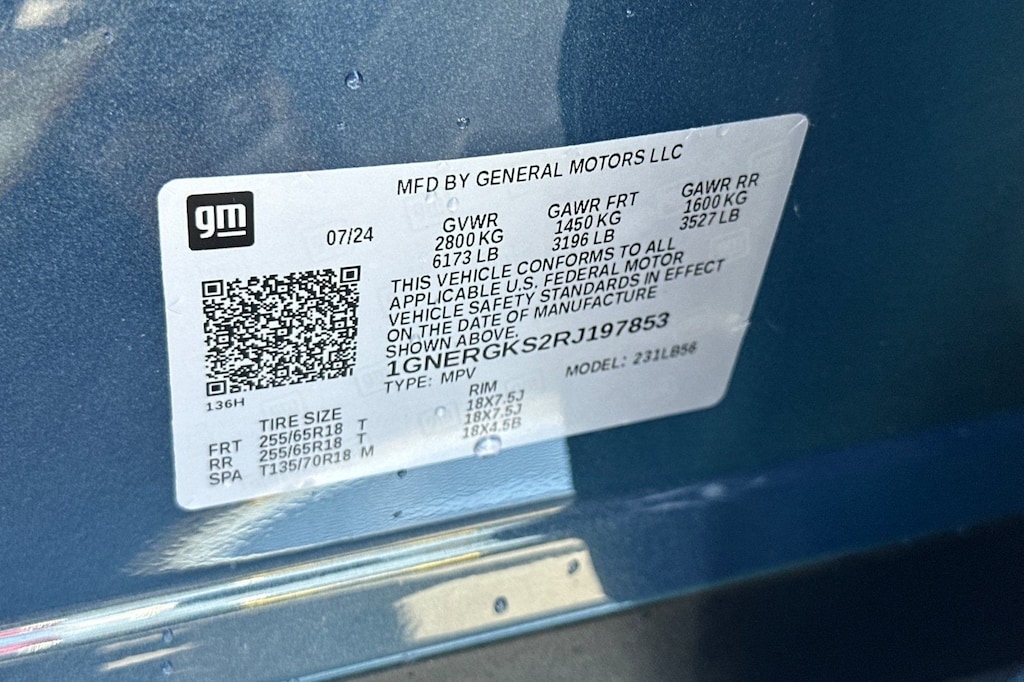 MFD BY GENERAL MOTORS LLC
gm
07/24
GVWR GAWR FRT GAWR RR
2800 KG 1450 KG 1600 KG
6173 LB 3196 LB 3527 LB
THIS VEHICLE CONFORMS TO ALL
APPLICABLE U.S. FEDERAL MOTOR
VEHICLE SAFETY STANDARDS IN EFFECT
ON THE DATE OF MANUFACTURE
SHOWN ABOVE.
1GNERGKS2RJ197853
TYPE: MPV MODEL: 231LB56
136H
TIRE SIZE RIM
FRT 255/65R18 T 18X7.5J
RR 255/65R18 T 18X7.5J
SPA T135/70R18 M 18X4.5B